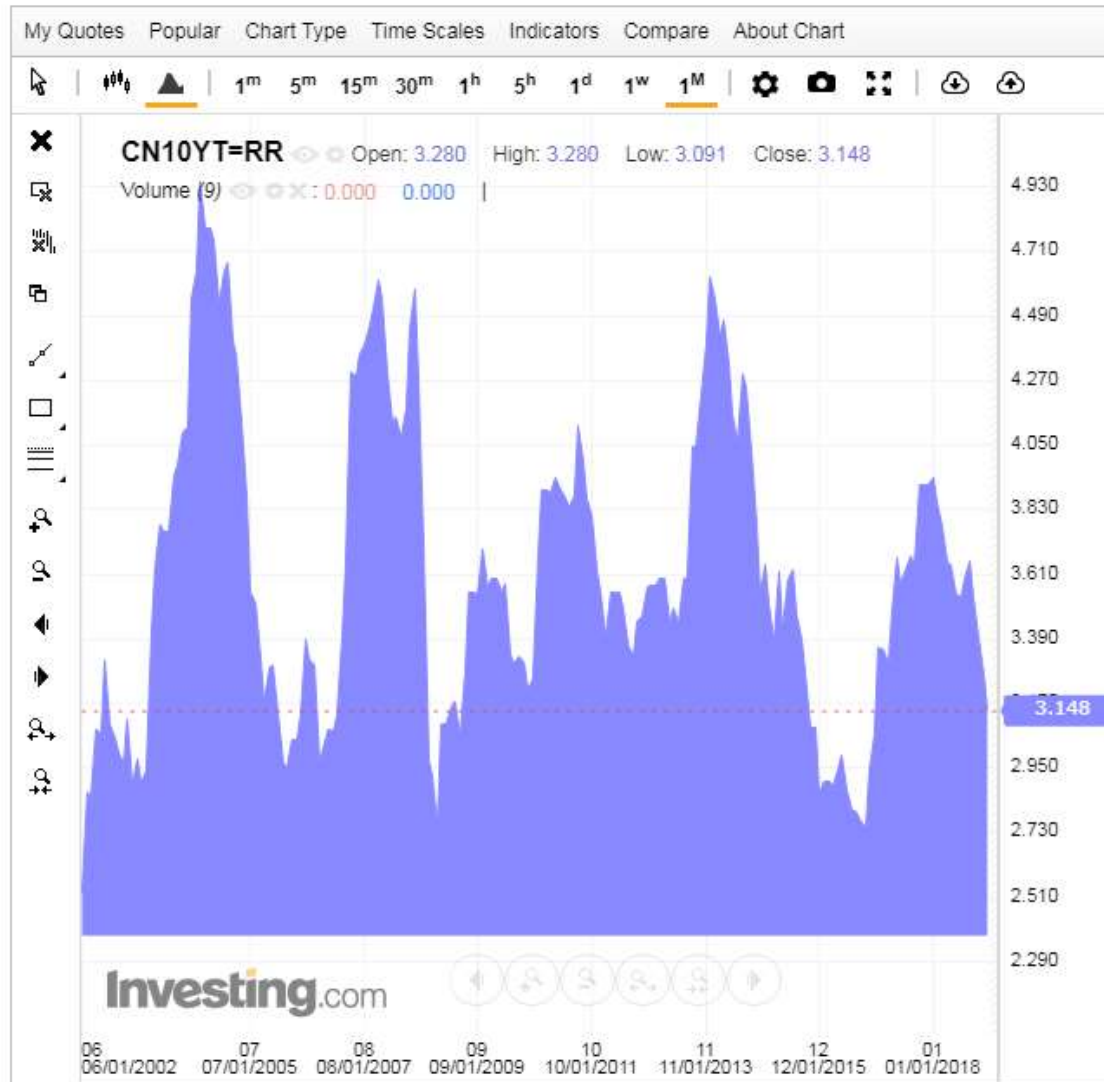 My Quotes Popular Chart Type Time Scales Indicators Compare About Chart
1m 5m 15m 30m 1h 5h 1d 1w 1M
CN10YT=RR Open: 3.280 High: 3.280 Low: 3.091 Close: 3.148
Volume (9) : 0.000 0.000
4.930
4.710
4.490
4.270
4.050
3.830
3.610
3.390
3.148
2.950
2.730
2.510
2.290
Investing.com
06 07 08 09 10 11 12 01
06/01/2002 07/01/2005 08/01/2007 09/01/2009 10/01/2011 11/01/2013 12/01/2015 01/01/2018